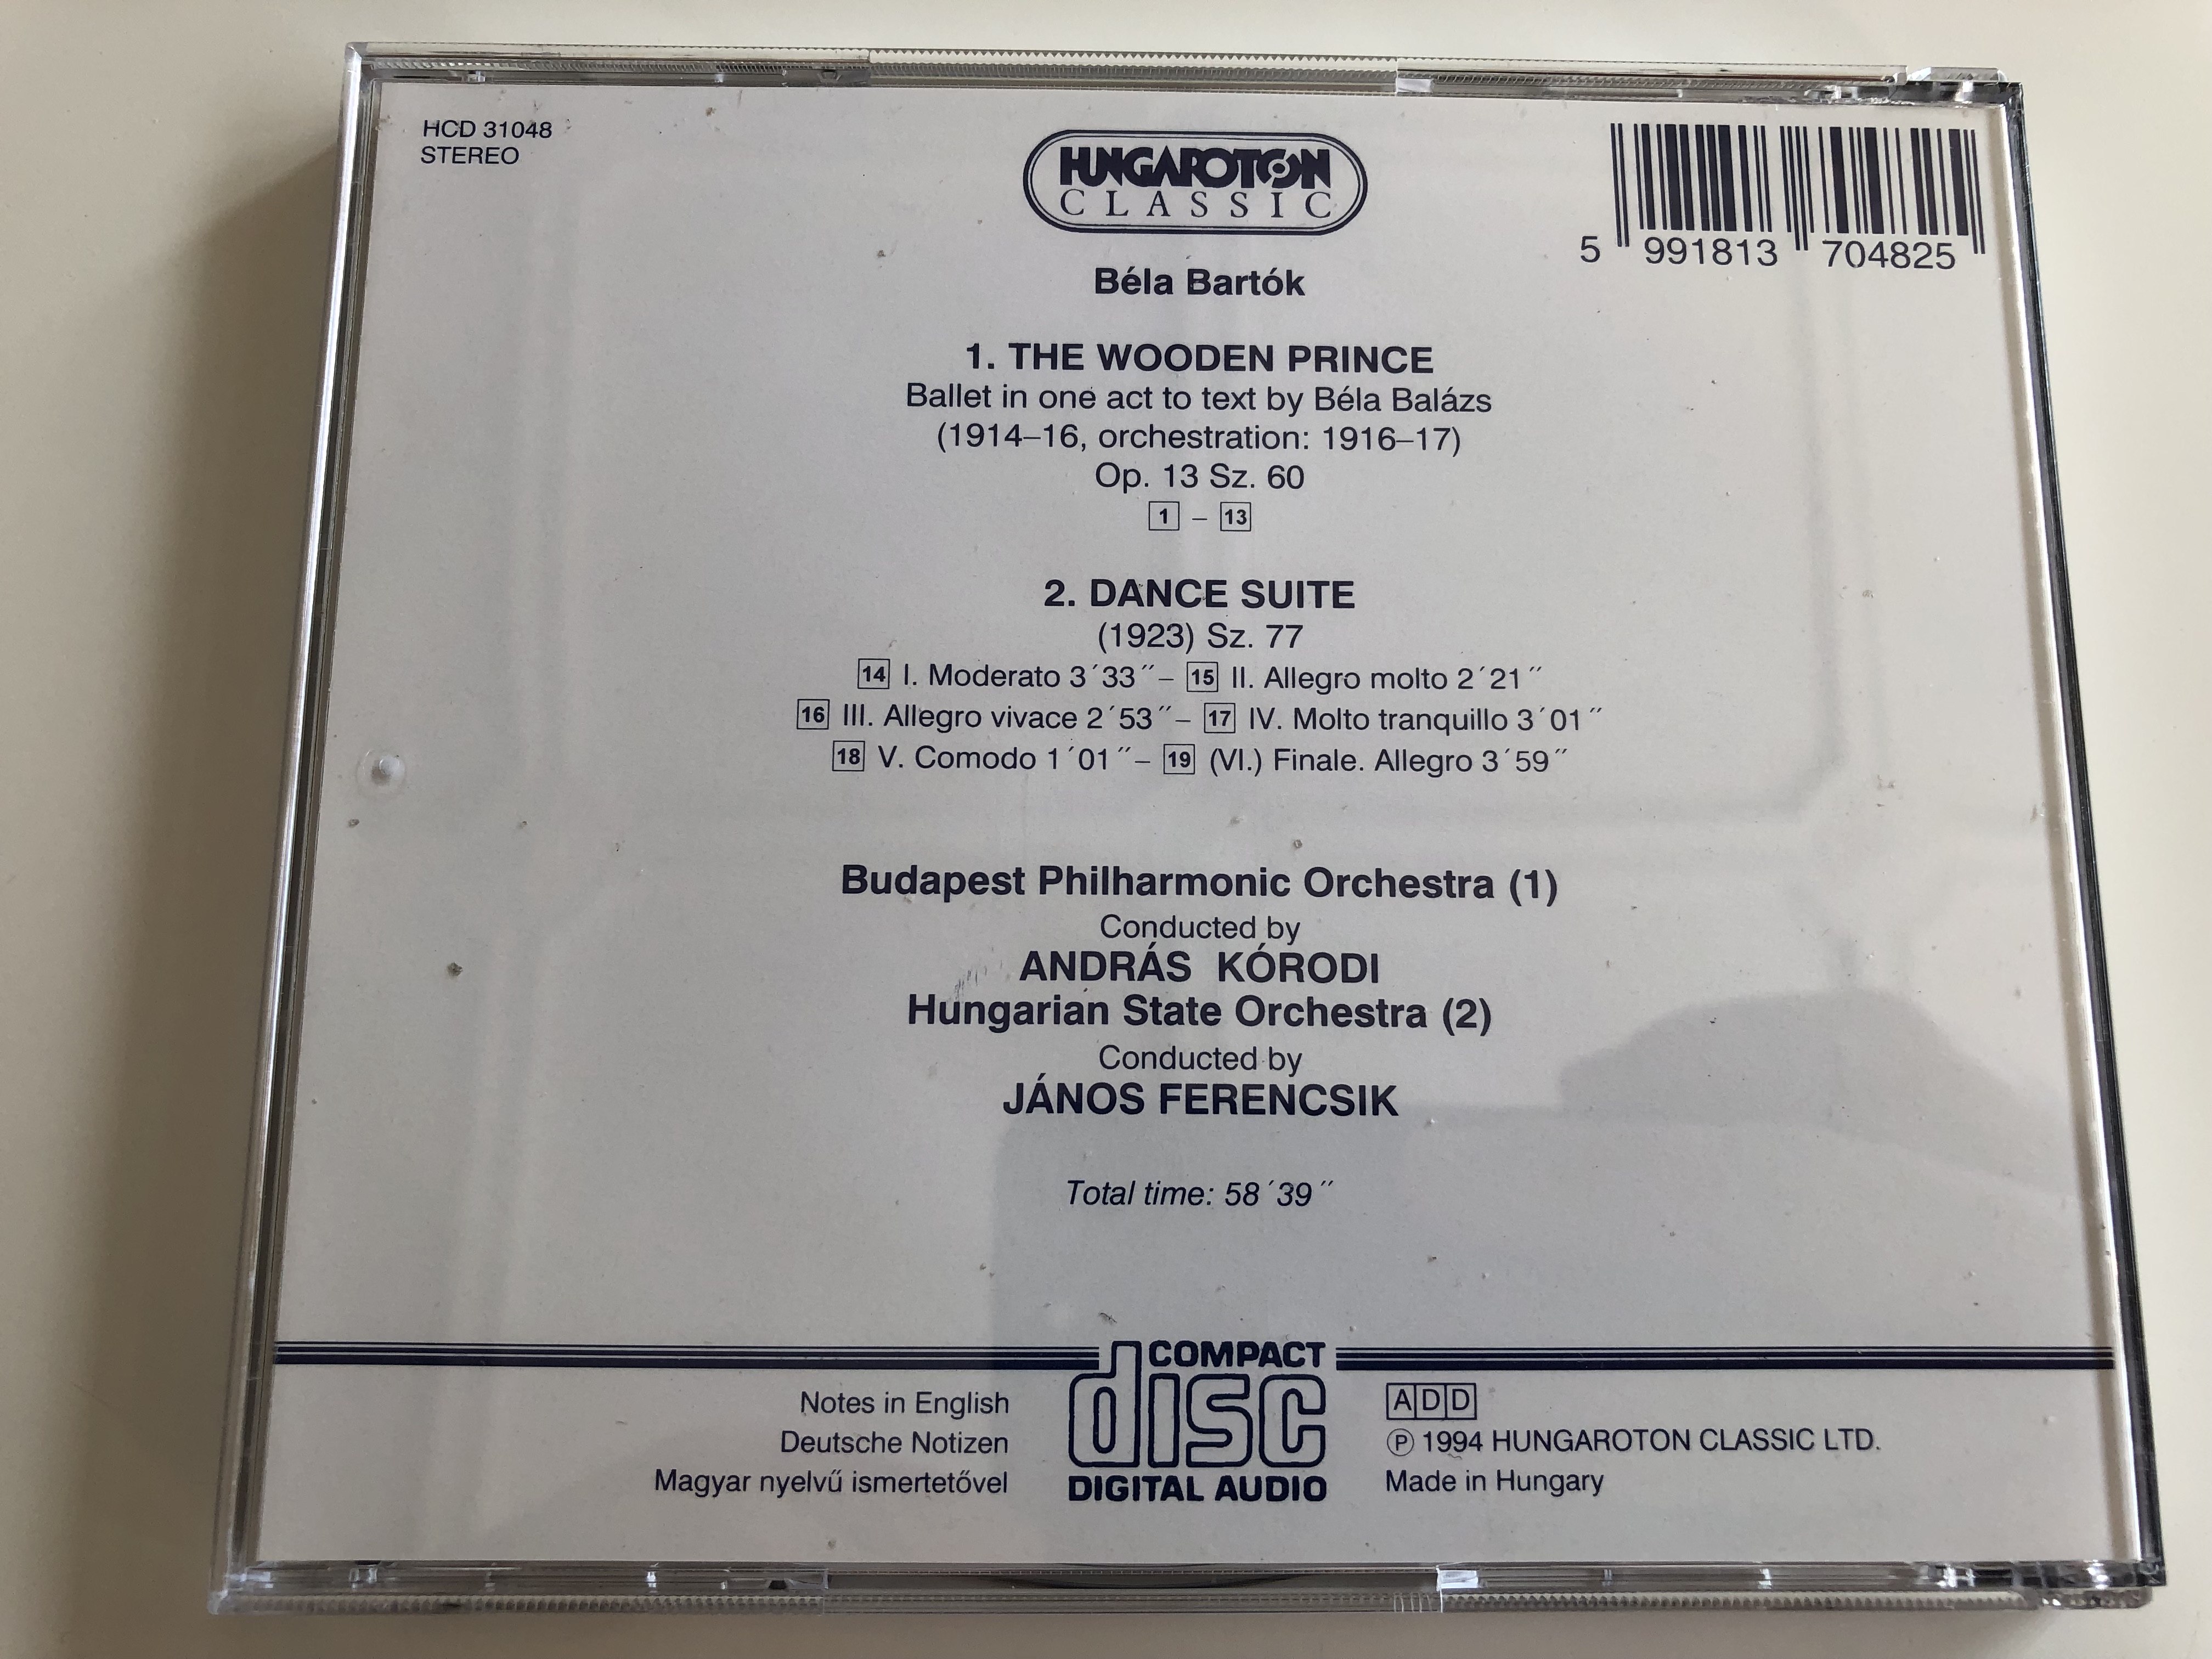 HCD 31048
STEREO
HUNGAROTON
CLASSIC
5 991813 704825
Béla Bartók
1. THE WOODEN PRINCE
Ballet in one act to text by Béla Balázs
(1914–16, orchestration: 1916–17)
Op. 13 Sz. 60
1 – 13
2. DANCE SUITE
(1923) Sz. 77
14 I. Moderato 3´33˝– 15 II. Allegro molto 2´21˝
16 III. Allegro vivace 2´53˝– 17 IV. Molto tranquillo 3´01˝
18 V. Comodo 1´01˝– 19 (VI.) Finale. Allegro 3´59˝
Budapest Philharmonic Orchestra (1)
Conducted by
ANDRÁS KÓRODI
Hungarian State Orchestra (2)
Conducted by
JÁNOS FERENCSIK
Total time: 58´39˝
Notes in English
Deutsche Notizen
Magyar nyelvű ismertetővel
COMPACT
disc
DIGITAL AUDIO
ADD
℗ 1994 HUNGAROTON CLASSIC LTD.
Made in Hungary